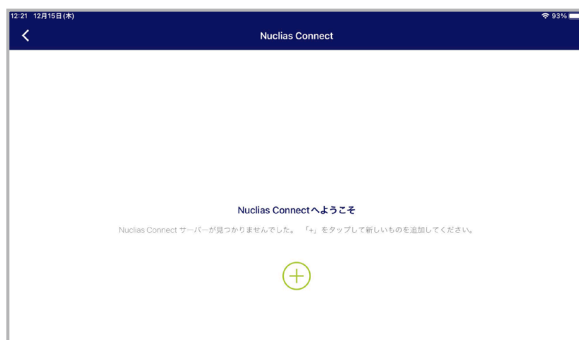 12:21 12月15日(木)
93%
Nuclias Connect
Nuclias Connectへようこそ
Nuclias Connect サーバーが見つかりませんでした。 「+」をタップして新しいものを追加してください。